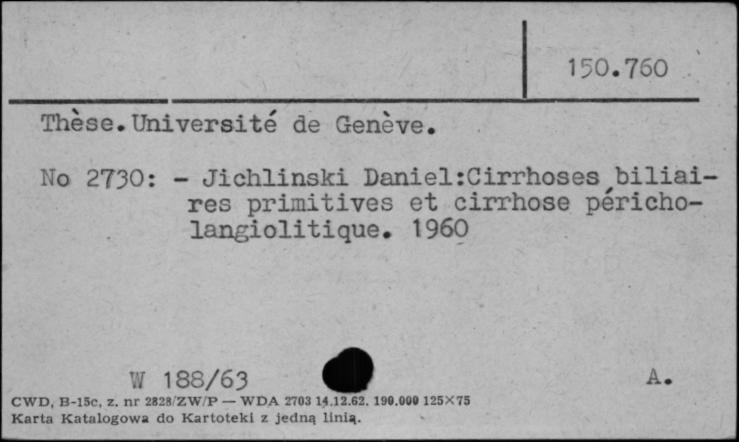 150.760
Thèse. Université de Genève.
No 2730: - Jichlinski Daniel:Cirrhoses biliai-
res primitives et cirrhose péricho-
langiolitique. 1960
W 188/63
A.
CWD, B-15c, z. nr 2828/ZW/P — WDA 2703 14.12.62. 190.000 125×75
Karta Katalogowa do Kartoteki z jedną linią.